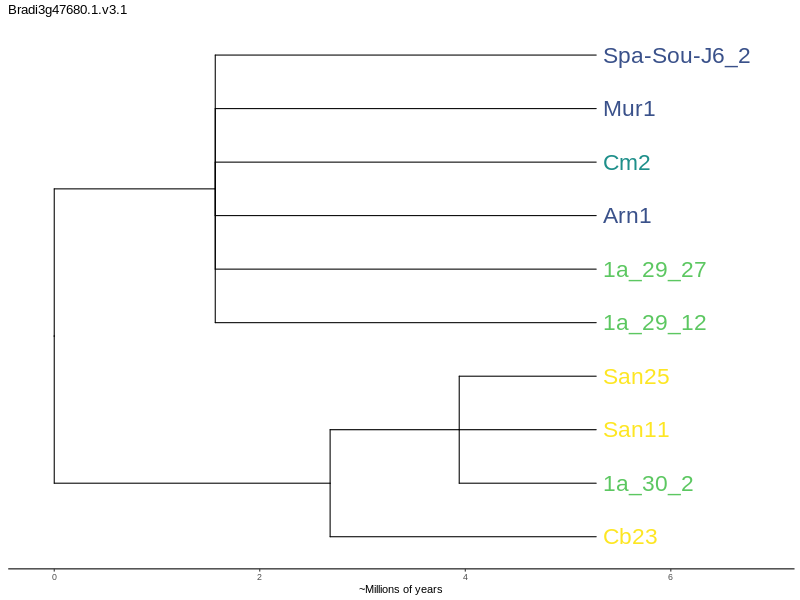 Bradi3g47680.1.v3.1
Spa-Sou-J6_2
Mur1
Cm2
Arn1
1a_29_27
1a_29_12
San25
San11
1a_30_2
Cb23
0 2 4 6
~Millions of years